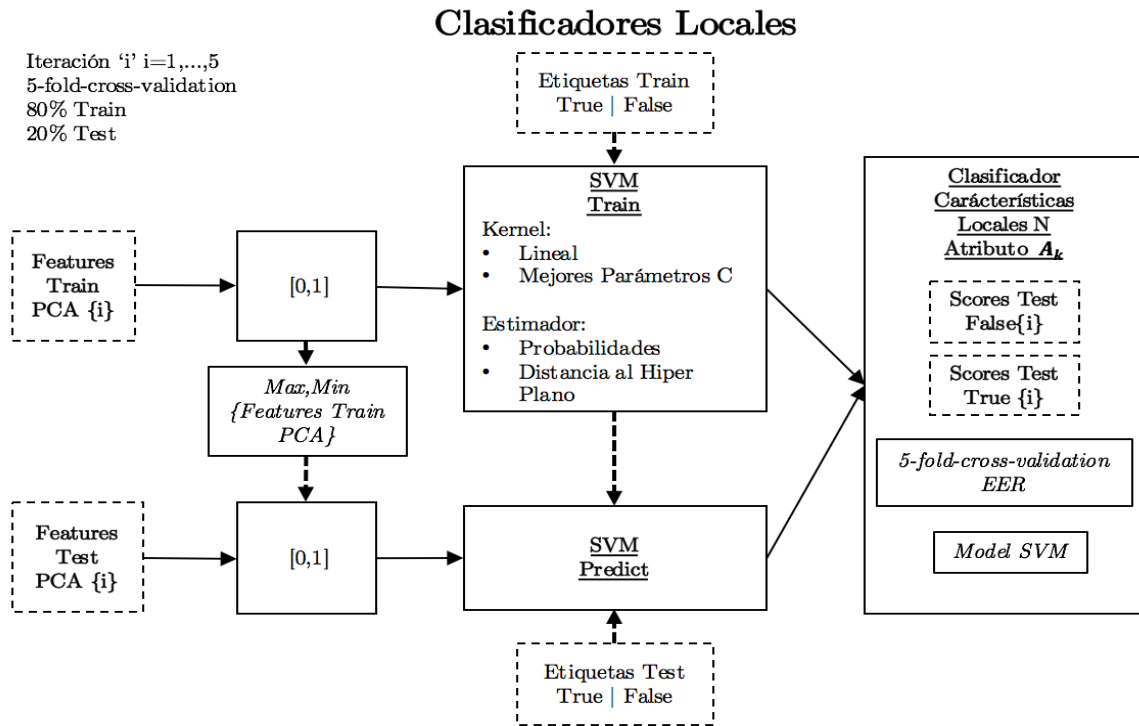 Clasificadores Locales
Iteración ‘i’ i=1,...,5
5-fold-cross-validation
80% Train
20% Test
Etiquetas Train
True | False
Features
Train
PCA {i}
[0,1]
SVM
Train
Kernel:
• Lineal
• Mejores Parámetros C
Estimador:
• Probabilidades
• Distancia al Hiper
Plano
Max,Min
{Features Train
PCA}
Features
Test
PCA {i}
[0,1]
SVM
Predict
Etiquetas Test
True | False
Clasificador
Carácterísticas
Locales N
Atributo A_k
Scores Test
False{i}
Scores Test
True {i}
5-fold-cross-validation
EER
Model SVM